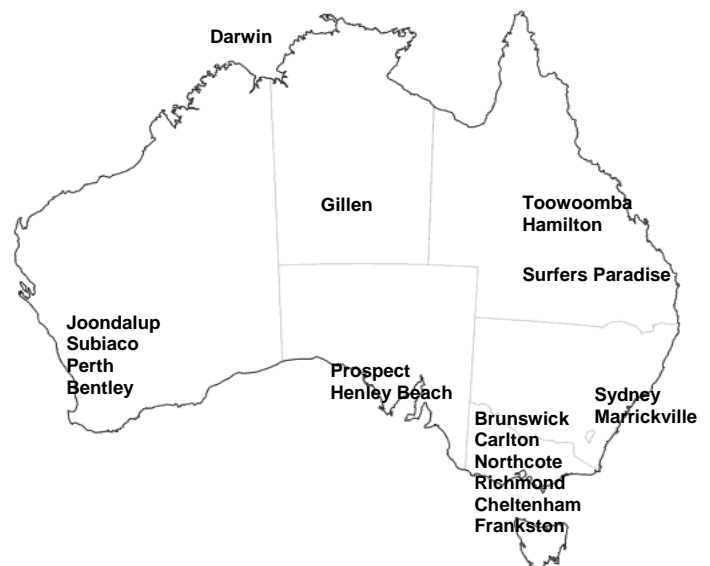 Darwin
Gillen
Toowoomba
Hamilton
Surfers Paradise
Joondalup
Subiaco
Perth
Bentley
Prospect
Henley Beach
Sydney
Marrickville
Brunswick
Carlton
Northcote
Richmond
Cheltenham
Frankston